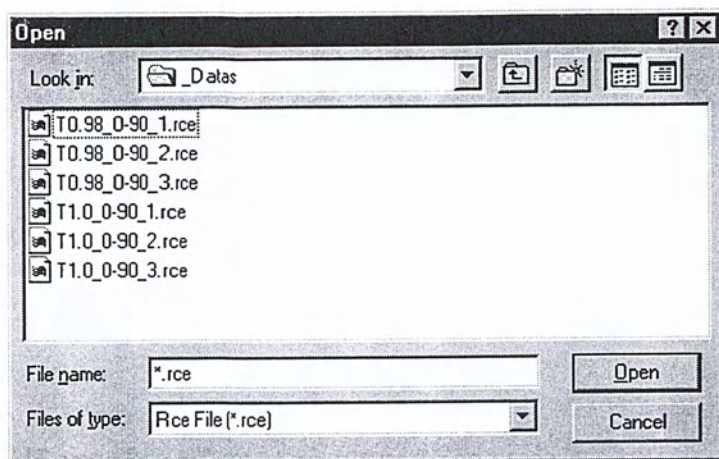 Open
Look in: _Datas
T0.98_0-90_1.rce
T0.98_0-90_2.rce
T0.98_0-90_3.rce
T1.0_0-90_1.rce
T1.0_0-90_2.rce
T1.0_0-90_3.rce
File name: *.rce Open
Files of type: Rce File (*.rce) Cancel